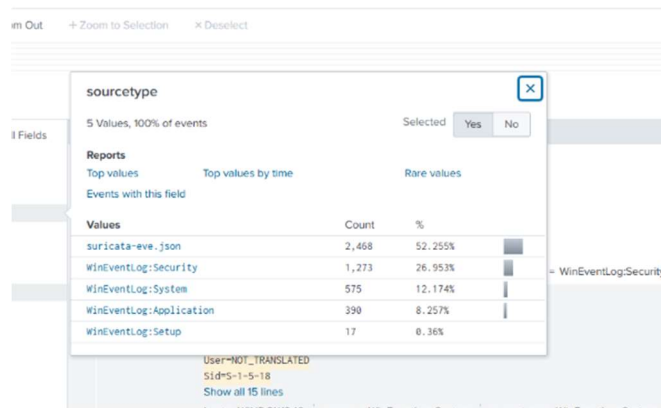 Out + Zoom to Selection × Deselect
sourcetype
5 Values, 100% of events Selected Yes No
Fields
Reports
Top values Top values by time Rare values
Events with this field
Values Count %
suricata-eve.json 2,468 52.255%
WinEventLog:Security 1,273 26.953% = WinEventLog:Security
WinEventLog:System 575 12.174%
WinEventLog:Application 390 8.257%
WinEventLog:Setup 17 0.36%
User=NOT_TRANSLATED
Sid=S-1-5-18
Show all 15 lines